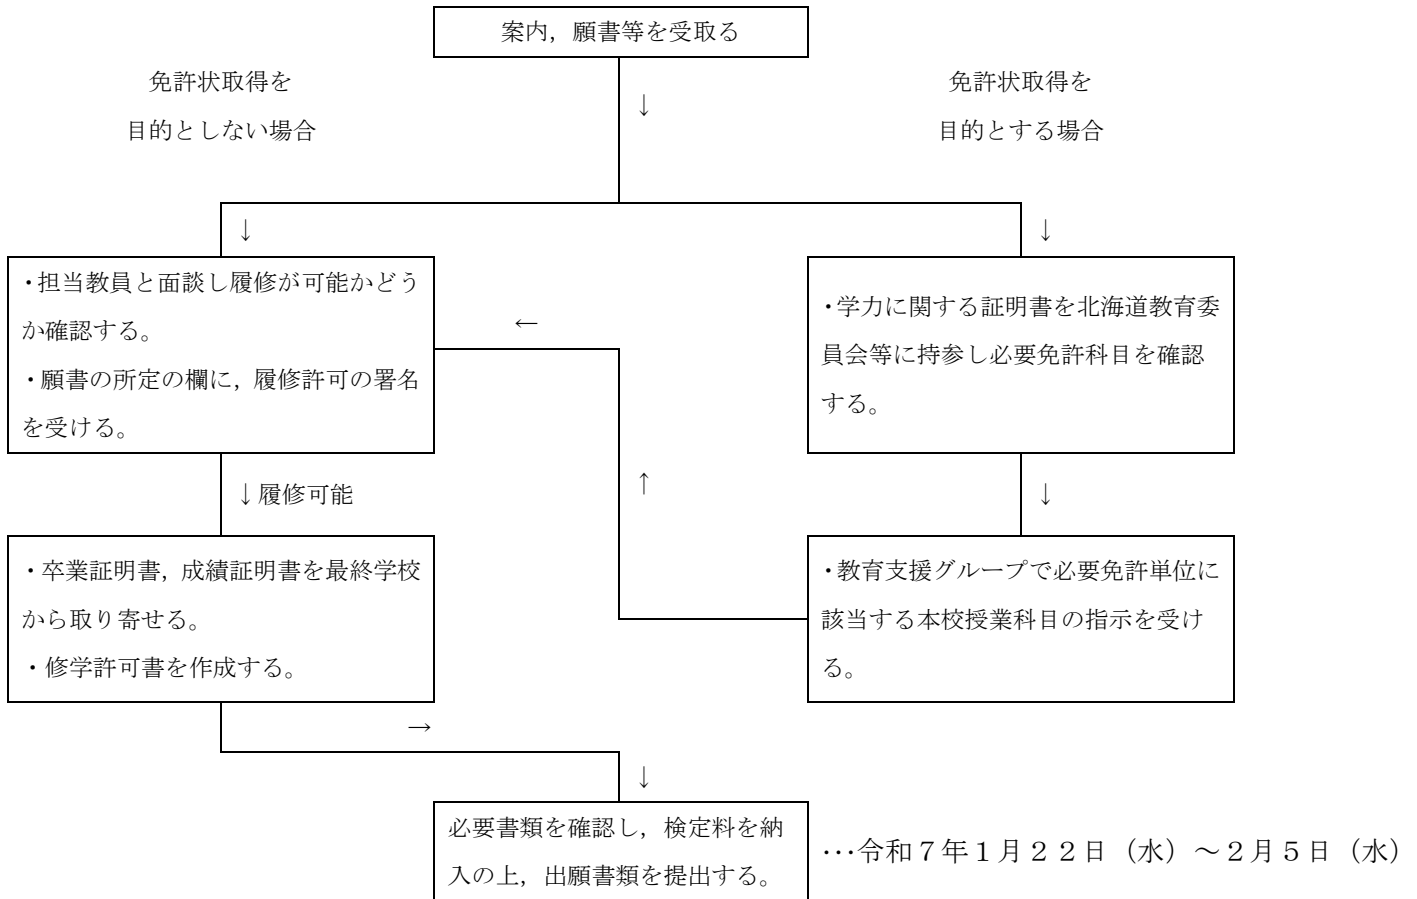 案内，願書等を受取る
免許状取得を
目的としない場合
↓
免許状取得を
目的とする場合
↓
↓
・担当教員と面談し履修が可能かどう
か確認する。
・願書の所定の欄に，履修許可の署名
を受ける。
←
・学力に関する証明書を北海道教育委
員会等に持参し必要免許科目を確認
する。
↓履修可能
↑
↓
・卒業証明書，成績証明書を最終学校
から取り寄せる。
・修学許可書を作成する。
・教育支援グループで必要免許単位に
該当する本校授業科目の指示を受け
る。
→
↓
必要書類を確認し，検定料を納
入の上，出願書類を提出する。
…令和７年１月２２日（水）～２月５日（水）